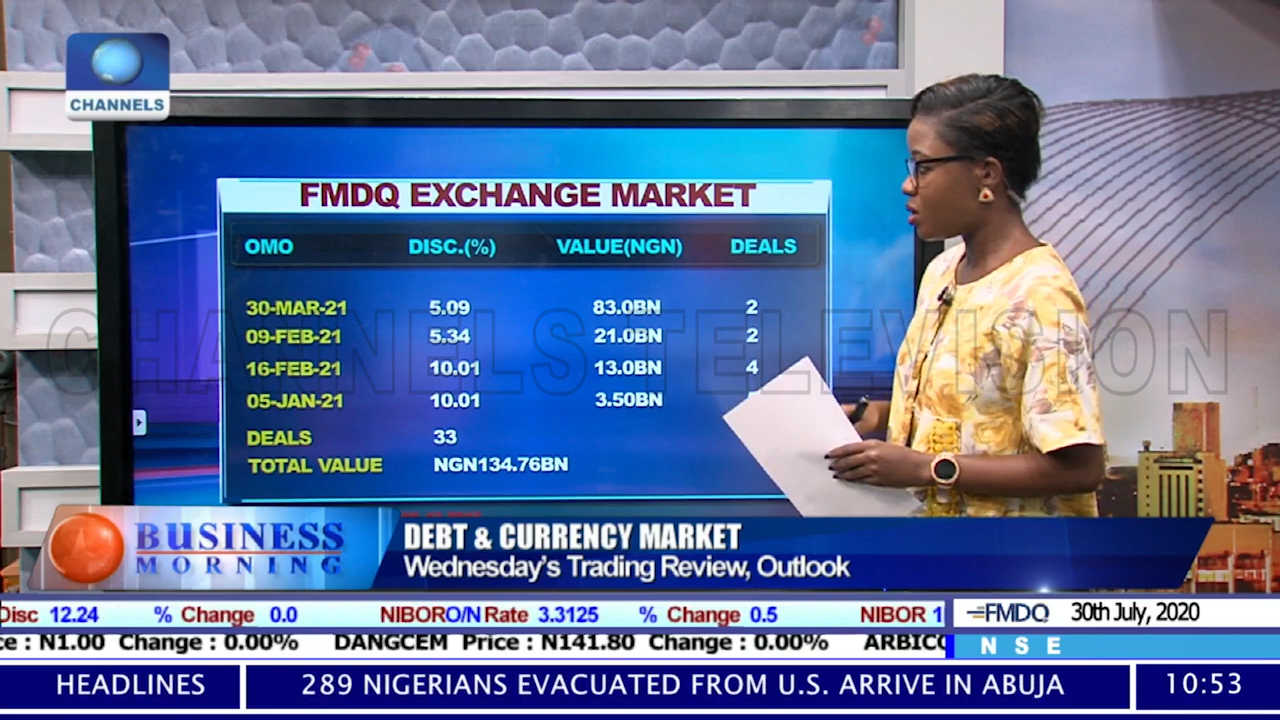 CHANNELS
FMDQ EXCHANGE MARKET
OMO DISC.(%) VALUE(NGN) DEALS
30-MAR-21 5.09 83.0BN 2
09-FEB-21 5.34 21.0BN 2
16-FEB-21 10.01 13.0BN 4
05-JAN-21 10.01 3.50BN
DEALS 33
TOTAL VALUE NGN134.76BN
CHANNELS TELEVISION
BUSINESS MORNING
DEBT & CURRENCY MARKET
Wednesday's Trading Review, Outlook
Disc 12.24 % Change 0.0 NIBORO/N Rate 3.3125 % Change 0.5 NIBOR 1
FMDQ 30th July, 2020
: N1.00 Change : 0.00% DANGCEM Price : N141.80 Change : 0.00%
NSE
HEADLINES 289 NIGERIANS EVACUATED FROM U.S. ARRIVE IN ABUJA 10:53